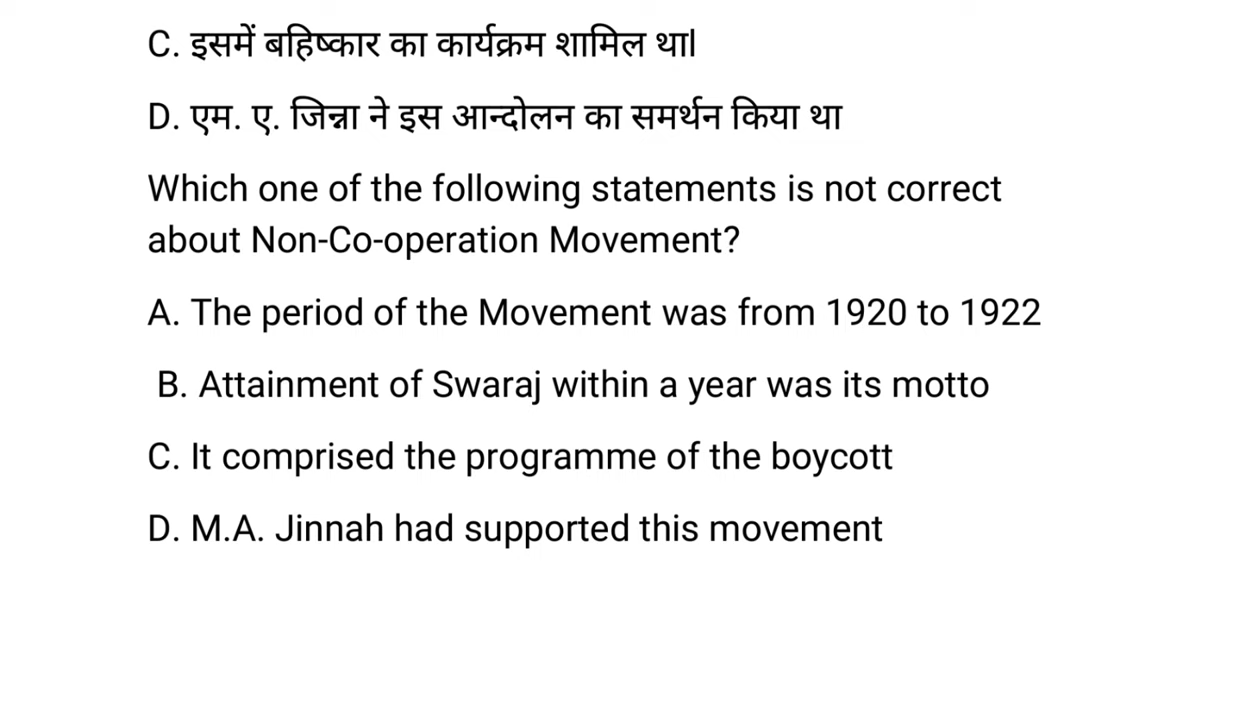 C. इसमें बहिष्कार का कार्यक्रम शामिल था।
D. एम. ए. जिन्ना ने इस आन्दोलन का समर्थन किया था
Which one of the following statements is not correct
about Non-Co-operation Movement?
A. The period of the Movement was from 1920 to 1922
B. Attainment of Swaraj within a year was its motto
C. It comprised the programme of the boycott
D. M.A. Jinnah had supported this movement